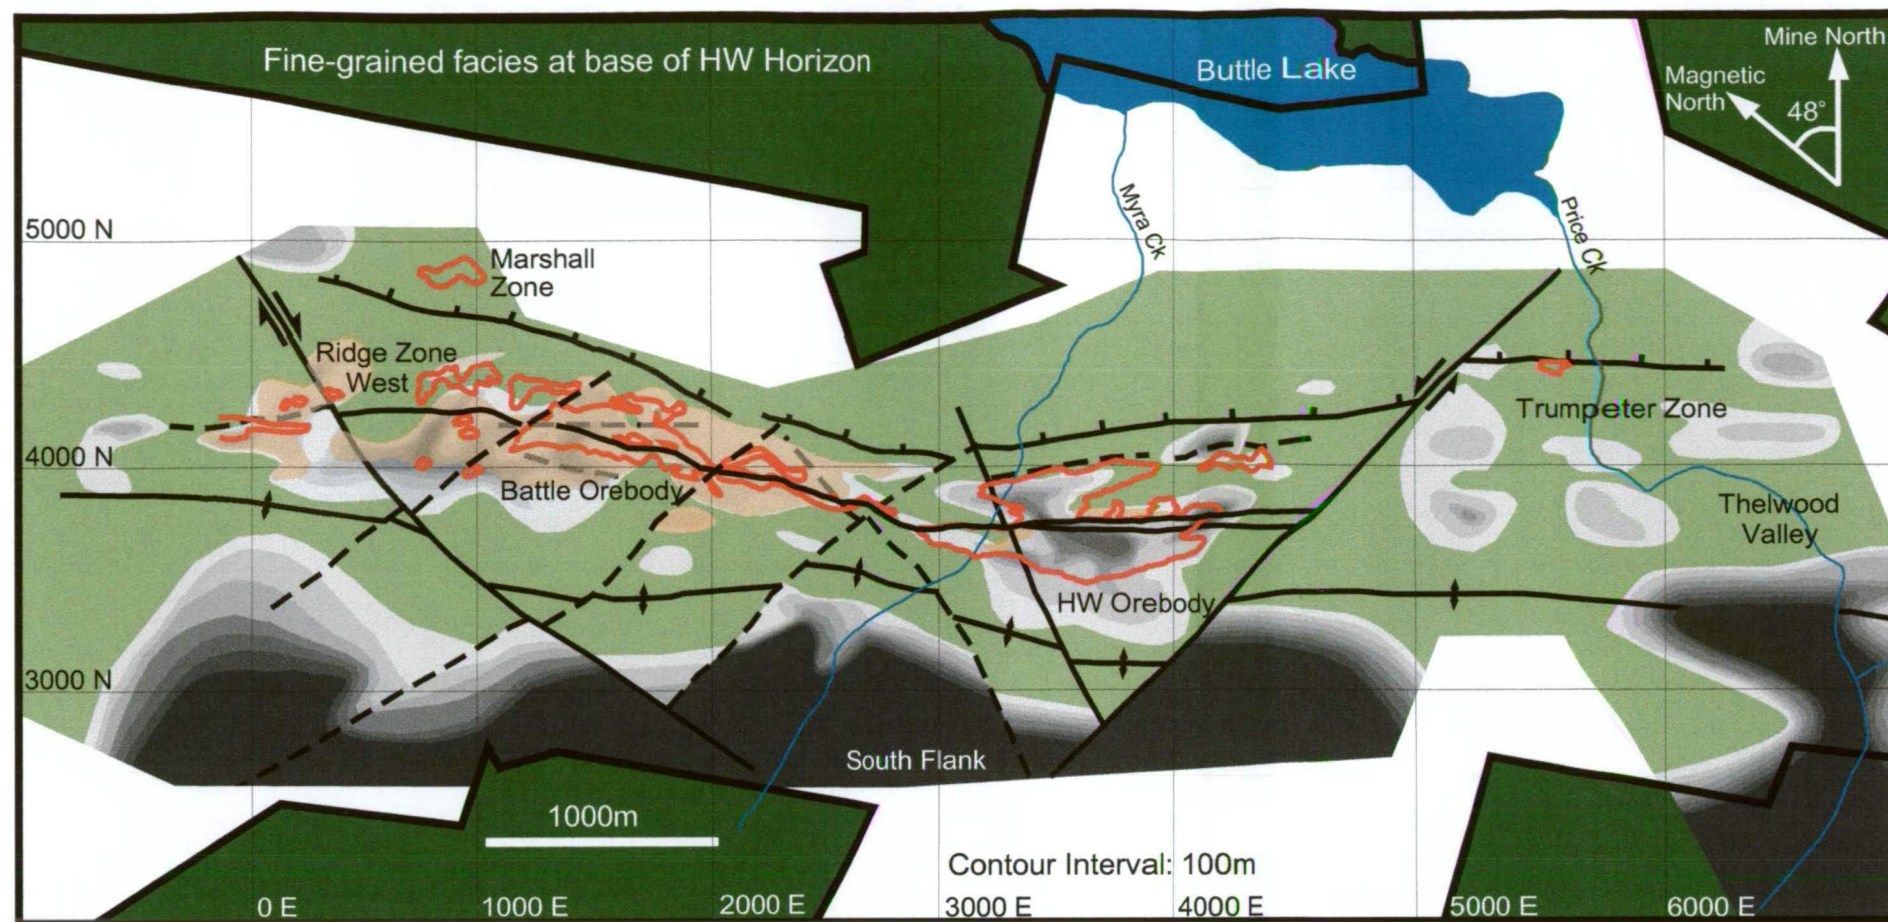 Fine-grained facies at base of HW Horizon
Buttle Lake
Mine North
Magnetic
North
48°
Myra Ck
Price Ck
5000 N
Marshall
Zone
Ridge Zone
West
Trumpeter Zone
4000 N
Battle Orebody
Thelwood
Valley
HW Orebody
3000 N
South Flank
1000m
Contour Interval: 100m
0 E
1000 E
2000 E
3000 E
4000 E
5000 E
6000 E